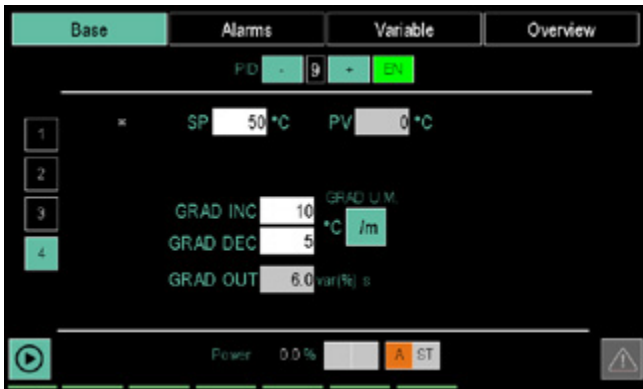 Base Alarms Variable Overview
PID - 9 + EN
SP 50 °C PV 0 °C
1
2
3
4
GRAD INC 10
GRAD U.M.
°C /m
GRAD DEC 5
GRAD OUT 6.0 var(%) s
Power 0.0 % A ST